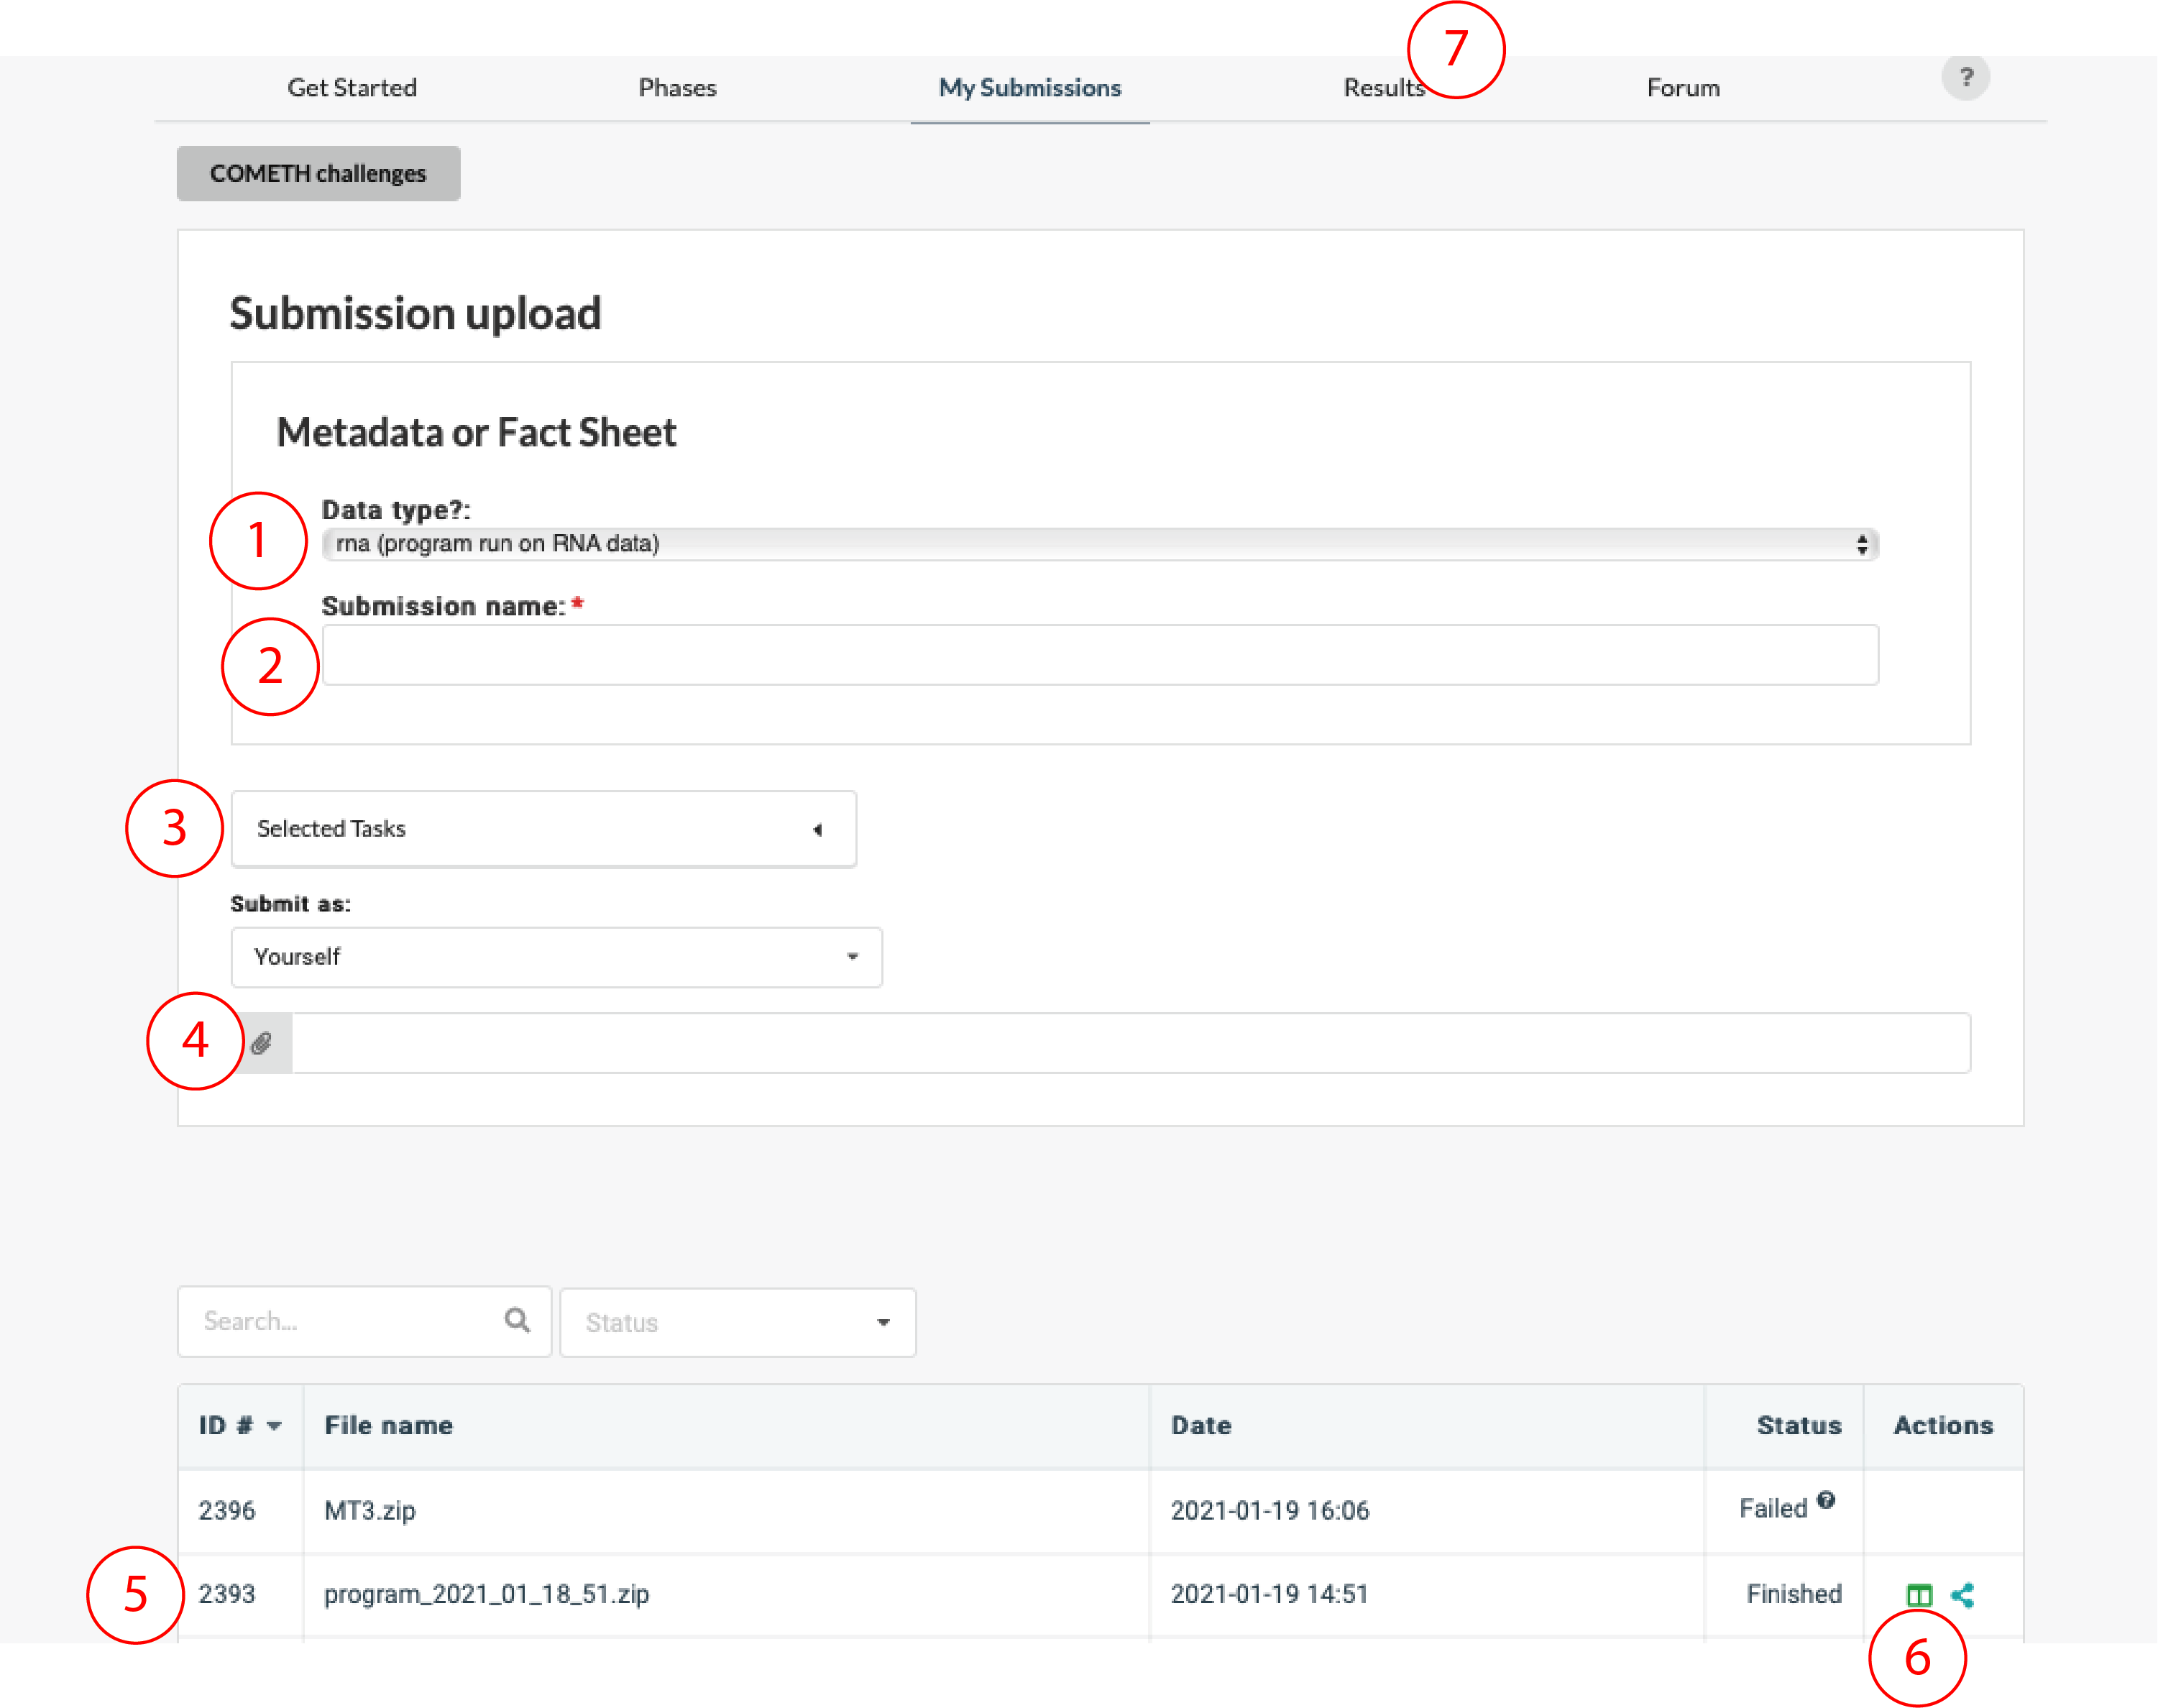 7
Get Started Phases My Submissions Results Forum ?
COMETH challenges
Submission upload
Metadata or Fact Sheet
Data type?:
1 rna (program run on RNA data)
Submission name: *
2
3 Selected Tasks
Submit as:
Yourself
4
Search... Status
ID # File name Date Status Actions
2396 MT3.zip 2021-01-19 16:06 Failed ?
5 2393 program_2021_01_18_51.zip 2021-01-19 14:51 Finished
6